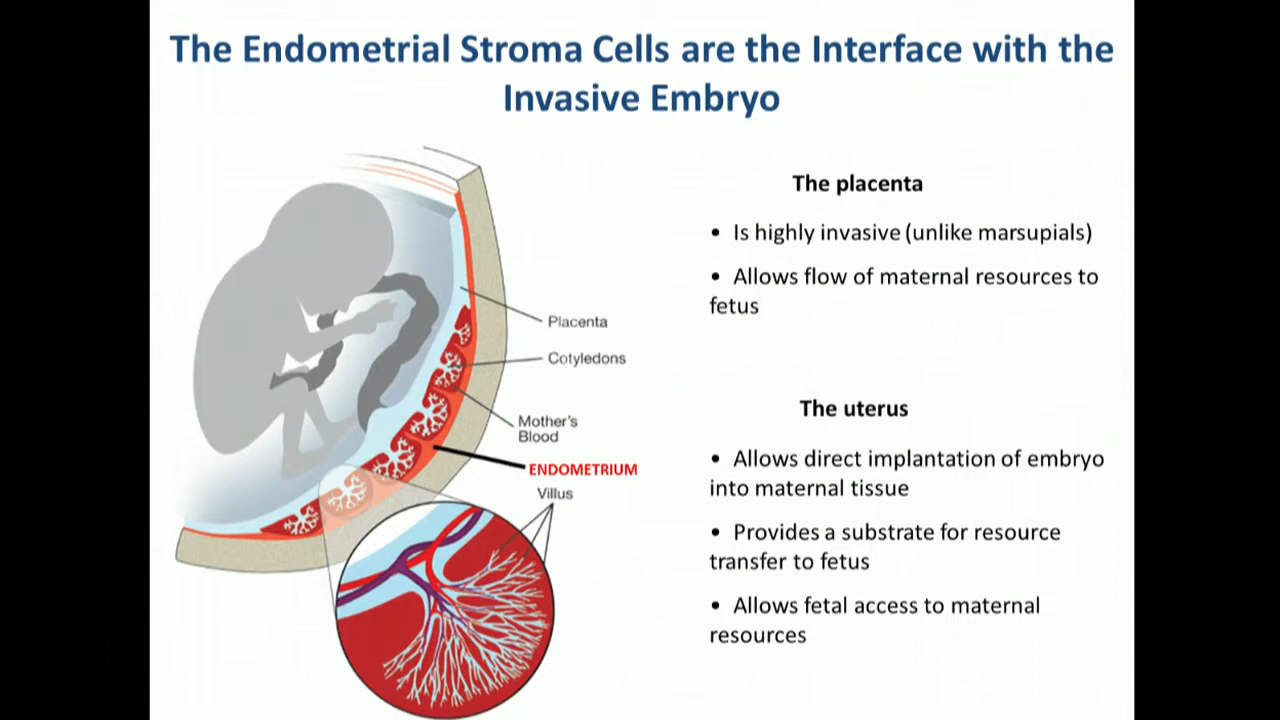 The Endometrial Stroma Cells are the Interface with the
Invasive Embryo
Placenta
Cotyledons
Mother's
Blood
ENDOMETRIUM
Villus
The placenta
• Is highly invasive (unlike marsupials)
• Allows flow of maternal resources to
fetus
The uterus
• Allows direct implantation of embryo
into maternal tissue
• Provides a substrate for resource
transfer to fetus
• Allows fetal access to maternal
resources